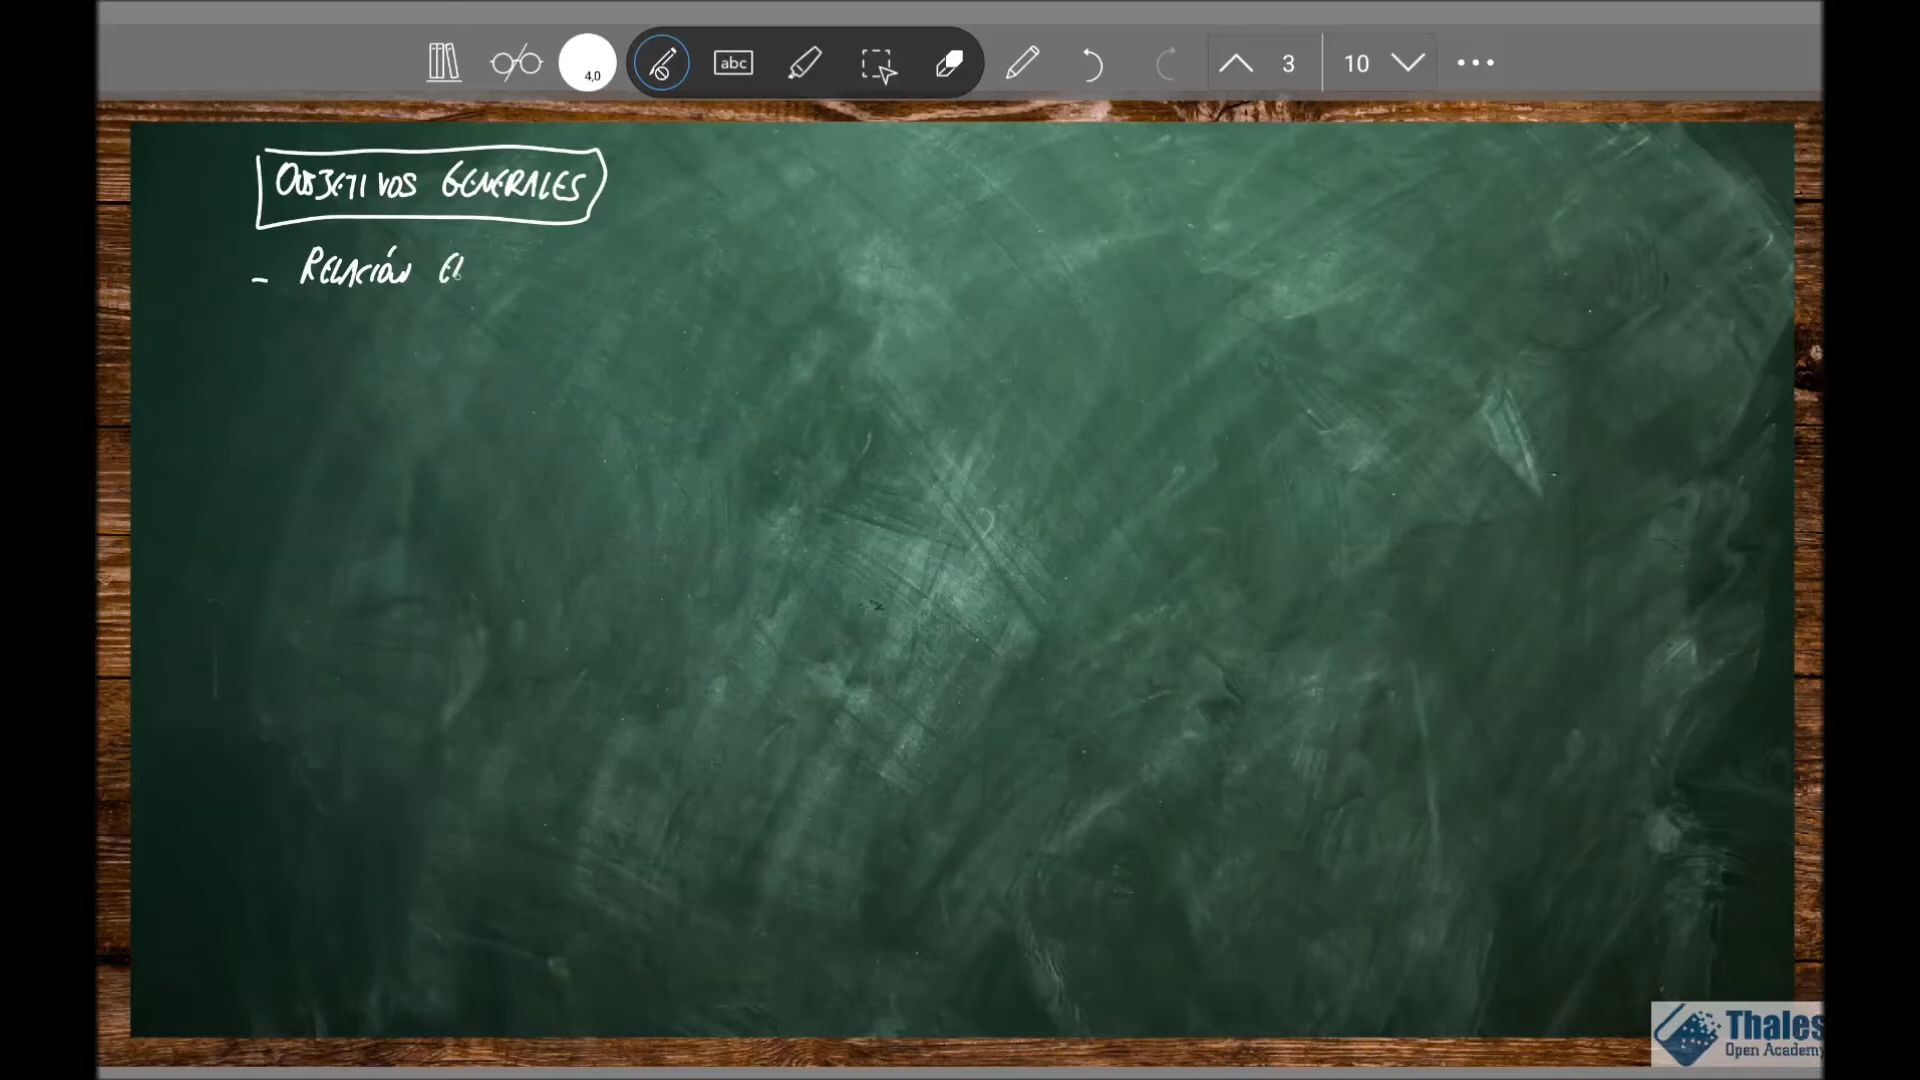 4,0 abc 3 10
OBJETIVOS GENERALES
- RELACIÓN
Thales
Open Academy